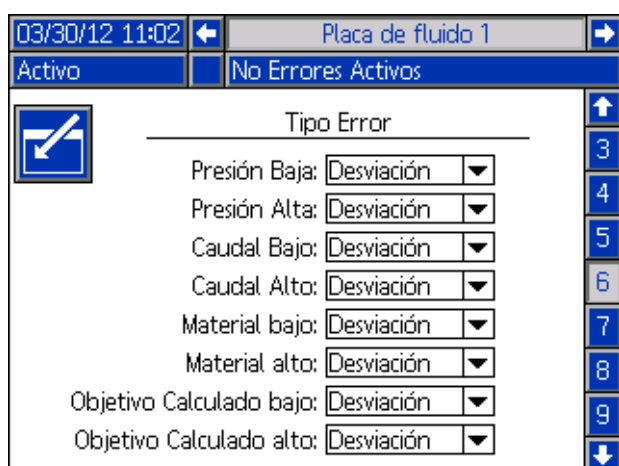 03/30/12 11:02 Placa de fluido 1
Activo No Errores Activos
Tipo Error
Presión Baja: Desviación
Presión Alta: Desviación
Caudal Bajo: Desviación
Caudal Alto: Desviación
Material bajo: Desviación
Material alto: Desviación
Objetivo Calculado bajo: Desviación
Objetivo Calculado alto: Desviación
3
4
5
6
7
8
9